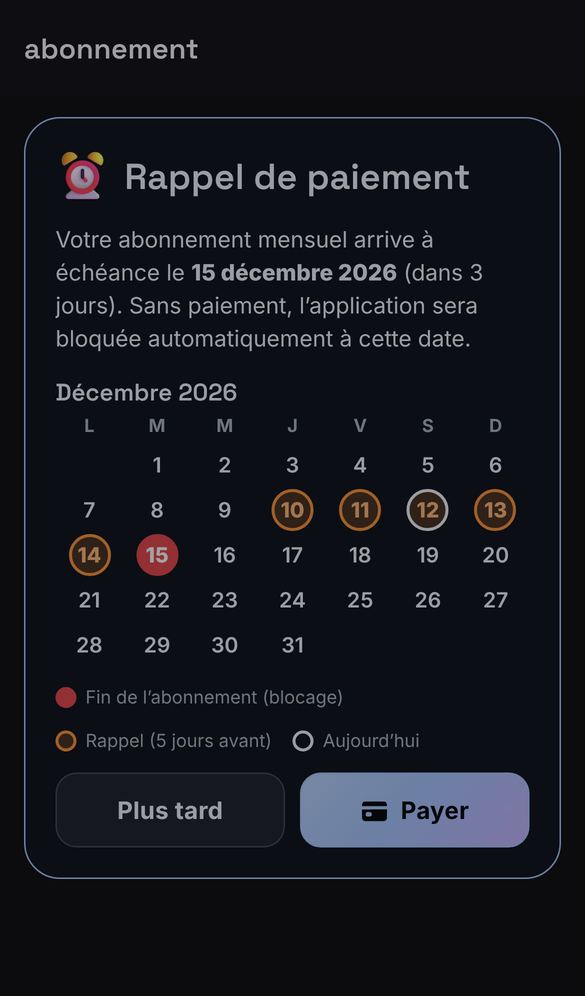 abonnement
Rappel de paiement
Votre abonnement mensuel arrive à
échéance le 15 décembre 2026 (dans 3
jours). Sans paiement, l’application sera
bloquée automatiquement à cette date.
Décembre 2026
L M M J V S D
1 2 3 4 5 6
7 8 9 10 11 12 13
14 15 16 17 18 19 20
21 22 23 24 25 26 27
28 29 30 31
Fin de l’abonnement (blocage)
Rappel (5 jours avant) Aujourd’hui
Plus tard Payer